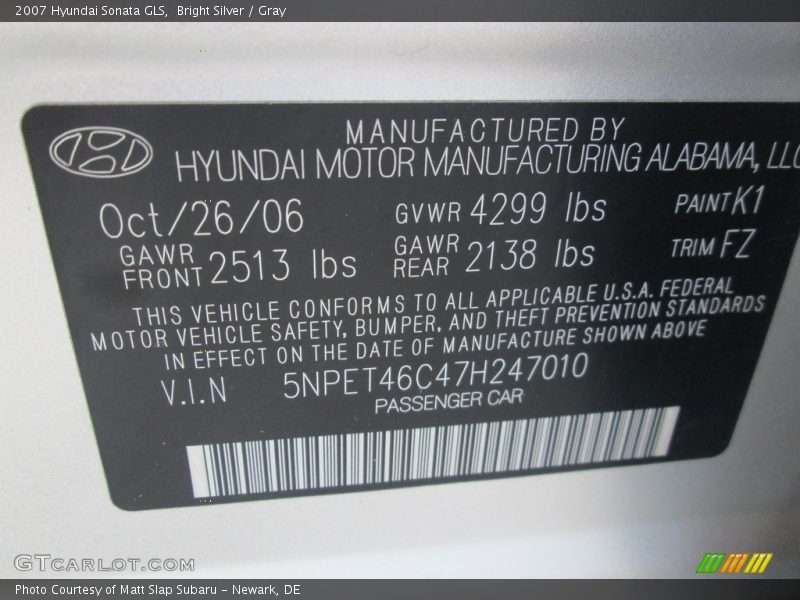 2007 Hyundai Sonata GLS, Bright Silver / Gray
MANUFACTURED BY
HYUNDAI MOTOR MANUFACTURING ALABAMA, LLC
Oct/26/06 GVWR 4299 lbs PAINT K1
GAWR FRONT 2513 lbs GAWR REAR 2138 lbs TRIM FZ
THIS VEHICLE CONFORMS TO ALL APPLICABLE U.S.A. FEDERAL
MOTOR VEHICLE SAFETY, BUMPER, AND THEFT PREVENTION STANDARDS
IN EFFECT ON THE DATE OF MANUFACTURE SHOWN ABOVE
V.I.N 5NPET46C47H247010
PASSENGER CAR
GTCARLOT.COM
Photo Courtesy of Matt Slap Subaru - Newark, DE